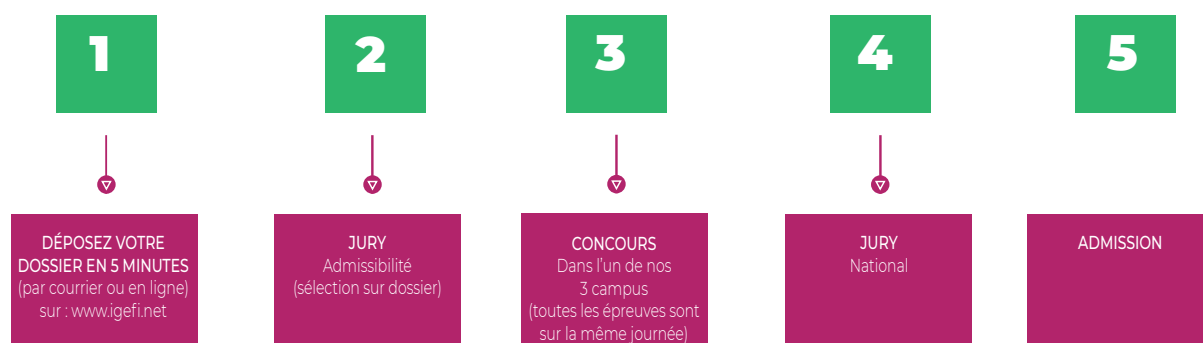 1
DÉPOSEZ VOTRE
DOSSIER EN 5 MINUTES
(par courrier ou en ligne)
sur : www.igefi.net
2
JURY
Admissibilité
(sélection sur dossier)
3
CONCOURS
Dans l'un de nos
3 campus
(toutes les épreuves sont
sur la même journée)
4
JURY
National
5
ADMISSION